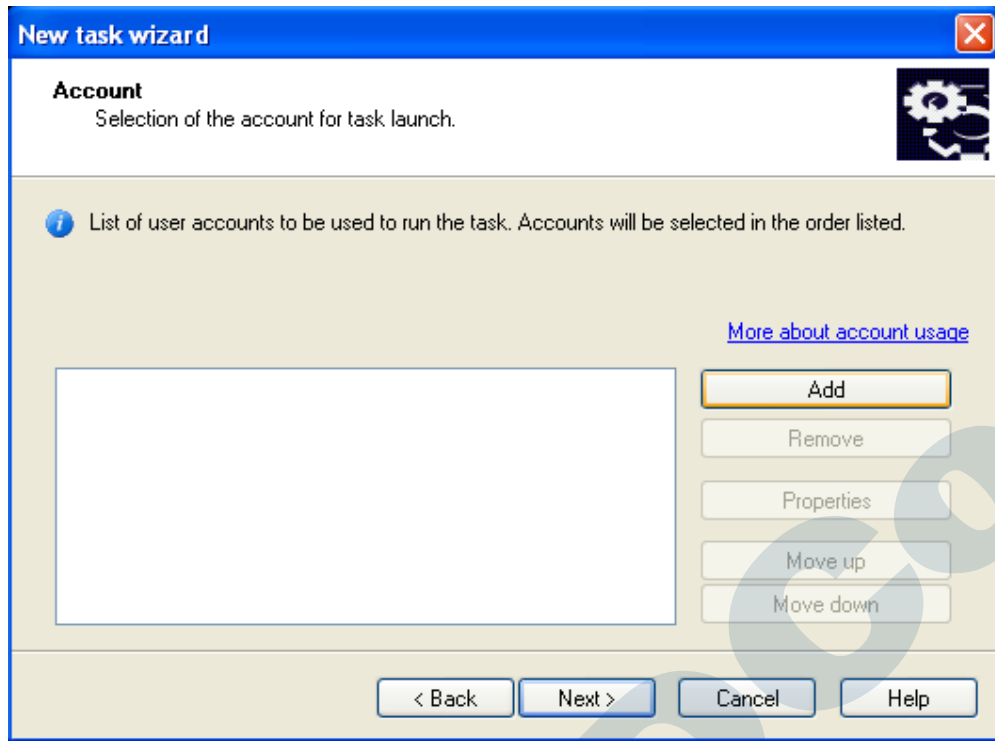 New task wizard
Account
Selection of the account for task launch.
List of user accounts to be used to run the task. Accounts will be selected in the order listed.
More about account usage
Add
Remove
Properties
Move up
Move down
< Back
Next >
Cancel
Help